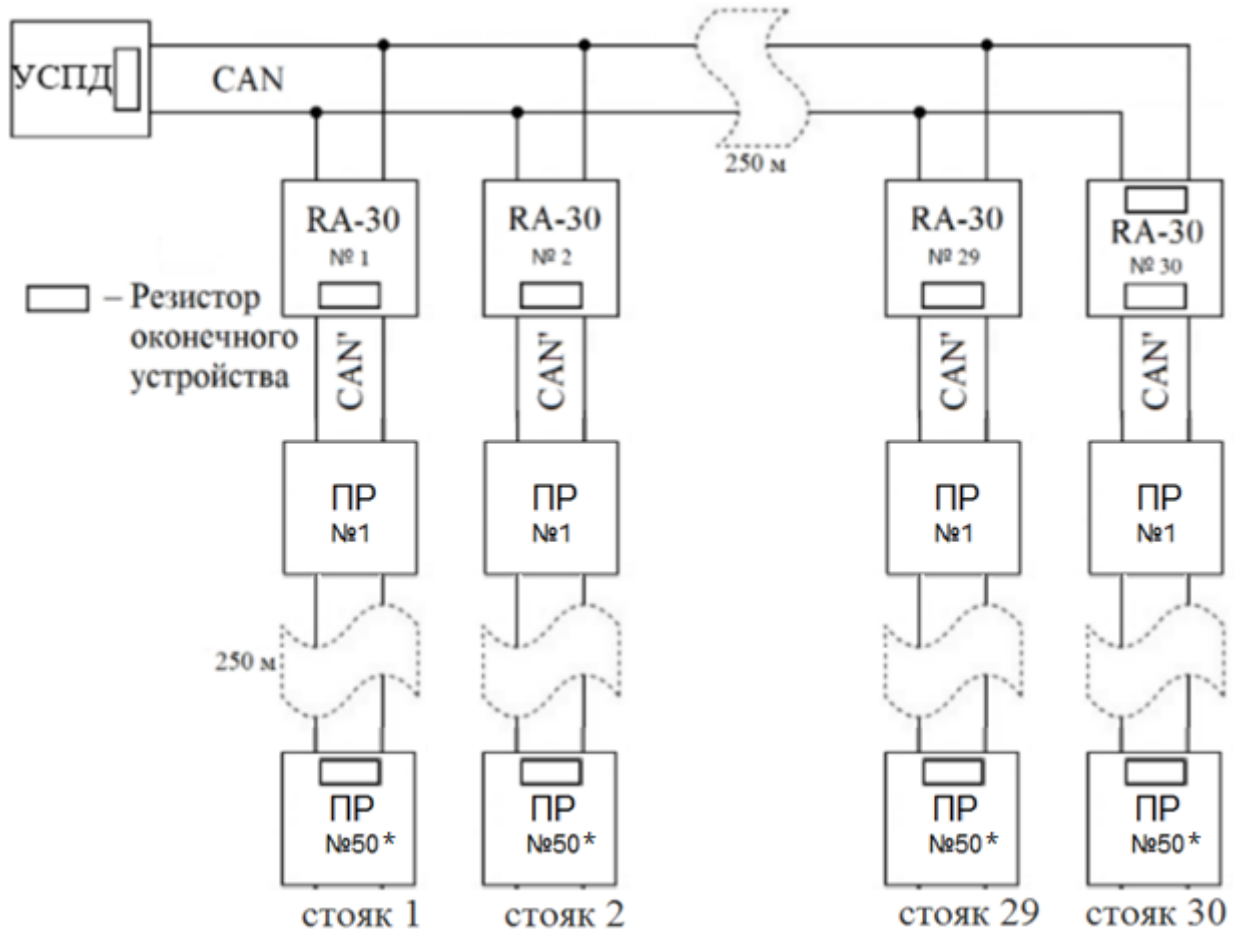 УСПД
CAN
250 м
RA-30
№ 1
RA-30
№ 2
RA-30
№ 29
RA-30
№ 30
– Резистор
оконечного
устройства
CAN'
CAN'
CAN'
CAN'
ПР
№1
ПР
№1
ПР
№1
ПР
№1
250 м
ПР
№50*
ПР
№50*
ПР
№50*
ПР
№50*
стояк 1
стояк 2
стояк 29
стояк 30